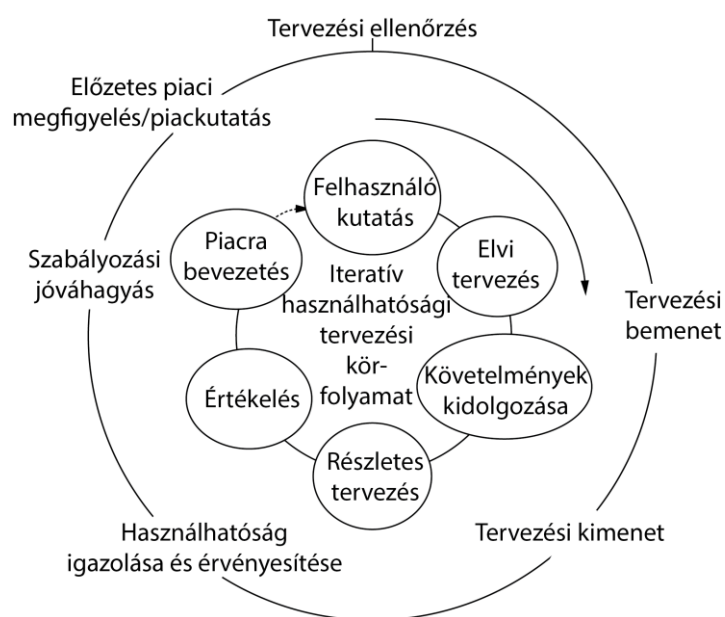 Tervezési ellenőrzés
Előzetes piaci
megfigyelés/piackutatás
Felhasználó
kutatás
Piacra
bevezetés
Elvi
tervezés
Szabályozási
jóváhagyás
Iteratív
használhatósági
tervezési
kör-
folyamat
Tervezési
bemenet
Értékelés
Követelmények
kidolgozása
Részletes
tervezés
Használhatóság
igazolása és érvényesítése
Tervezési kimenet